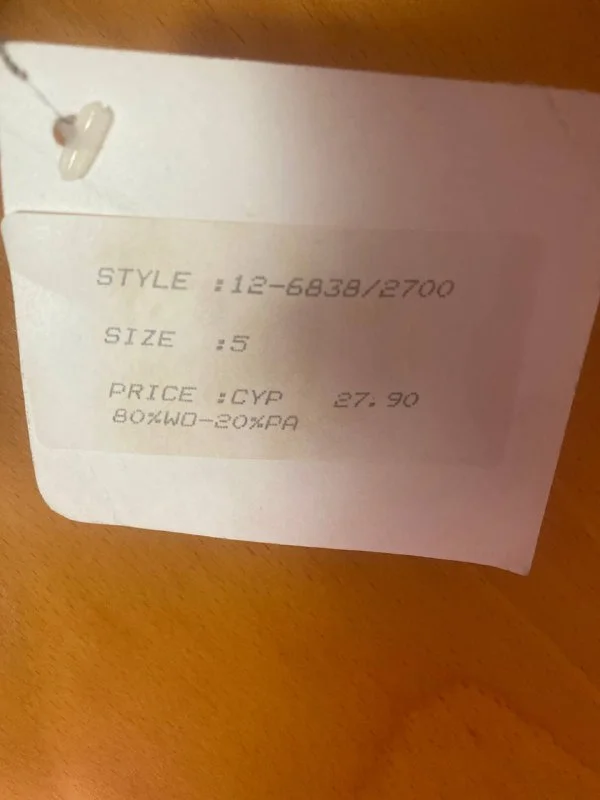 STYLE :12-6838/2700
SIZE :5
PRICE :CYP 27.90
80%WO-20%PA